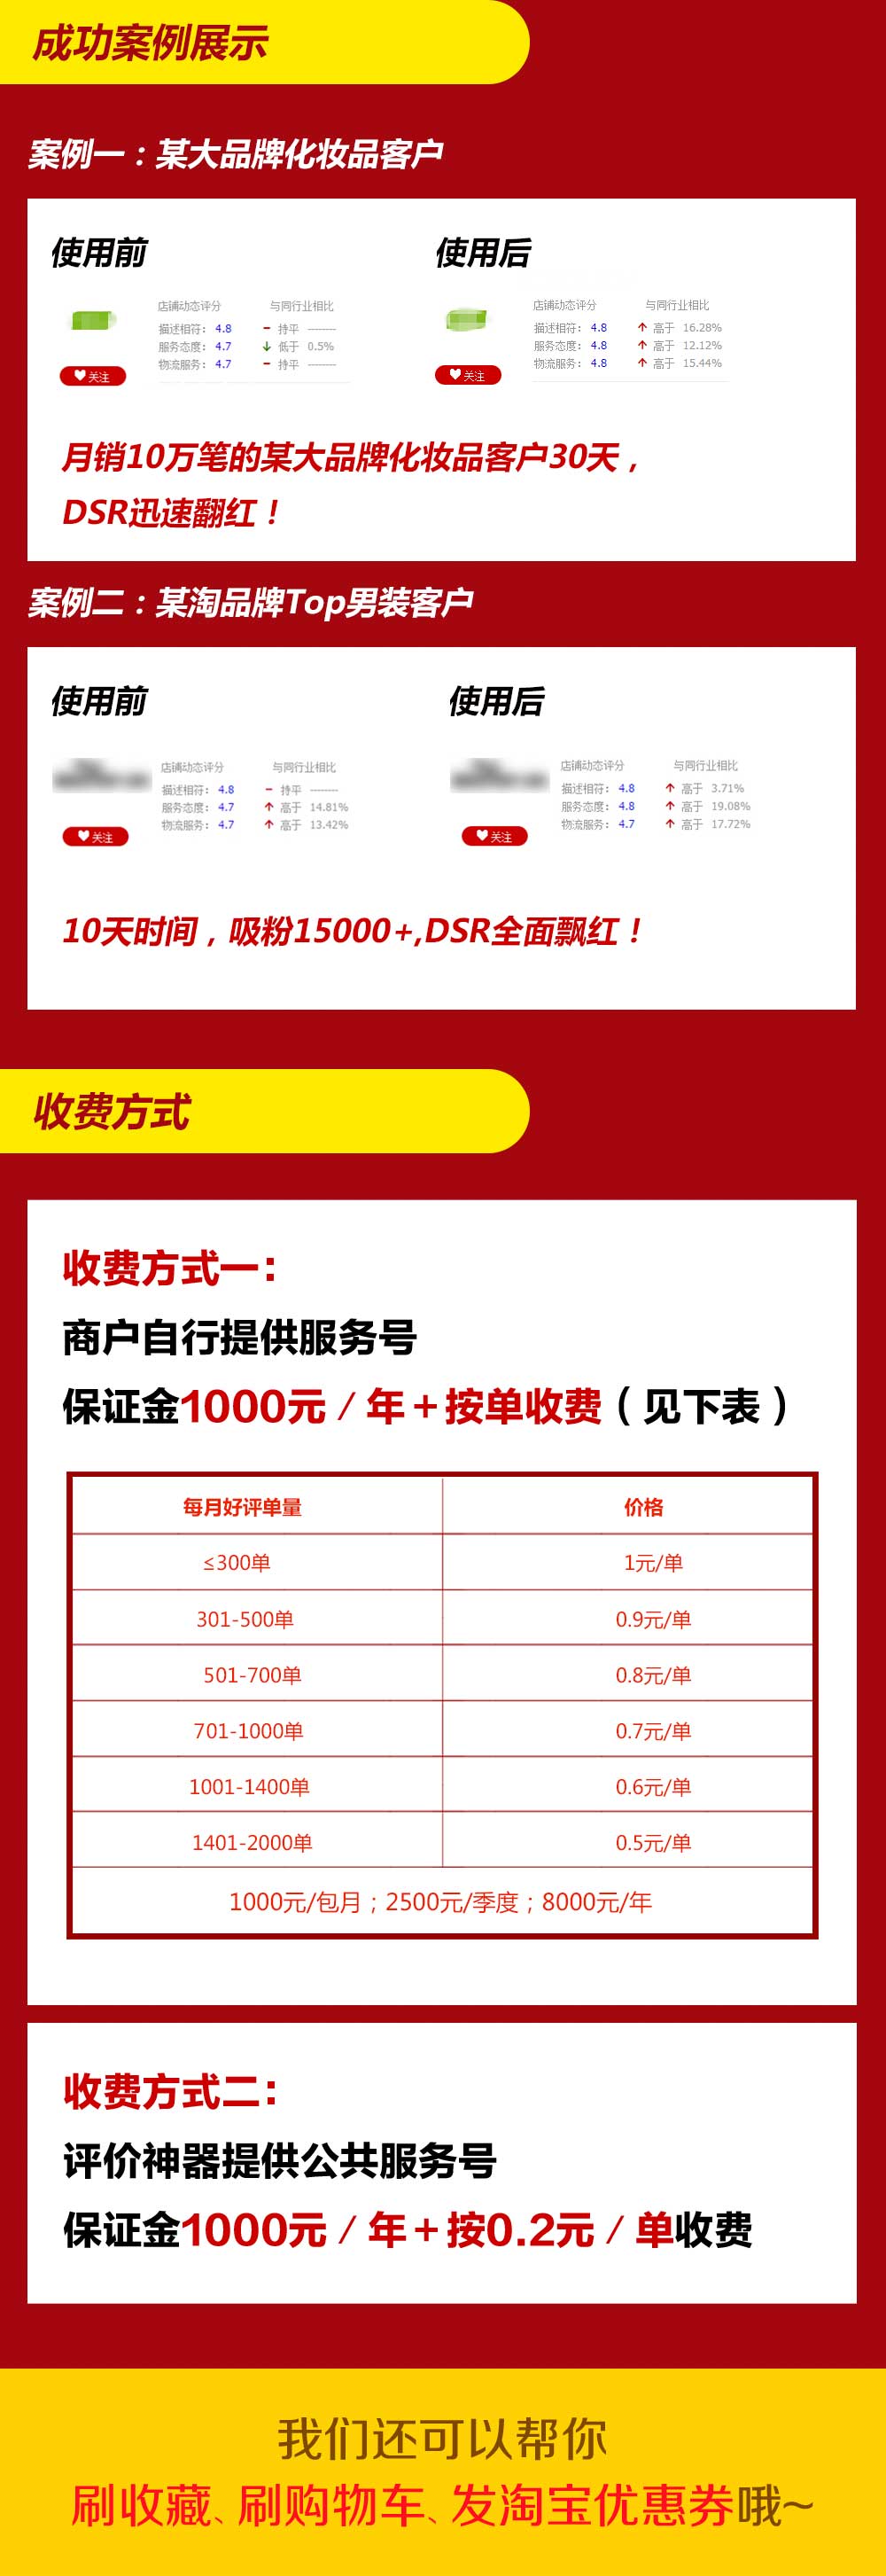 成功案例展示
案例一：某大品牌化妆品客户
使用前
使用后
店铺动态评分 与同行业相比
描述相符： 4.8 持平 --------
服务态度： 4.7 低于 0.5%
物流服务： 4.7 持平 --------
关注
店铺动态评分 与同行业相比
描述相符： 4.8 高于 16.28%
服务态度： 4.8 高于 12.12%
物流服务： 4.8 高于 15.44%
关注
月销10万笔的某大品牌化妆品客户30天，
DSR迅速翻红！
案例二：某淘品牌Top男装客户
使用前
使用后
店铺动态评分 与同行业相比
描述相符： 4.8 持平 --------
服务态度： 4.7 高于 14.81%
物流服务： 4.7 高于 13.42%
关注
店铺动态评分 与同行业相比
描述相符： 4.8 高于 3.71%
服务态度： 4.8 高于 19.08%
物流服务： 4.7 高于 17.72%
关注
10天时间，吸粉15000+,DSR全面飘红！
收费方式
收费方式一：
商户自行提供服务号
保证金1000元／年＋按单收费（见下表）
每月好评单量 价格
≤300单 1元/单
301-500单 0.9元/单
501-700单 0.8元/单
701-1000单 0.7元/单
1001-1400单 0.6元/单
1401-2000单 0.5元/单
1000元/包月；2500元/季度；8000元/年
收费方式二：
评价神器提供公共服务号
保证金1000元／年＋按0.2元／单收费
我们还可以帮你
刷收藏、刷购物车、发淘宝优惠券哦~